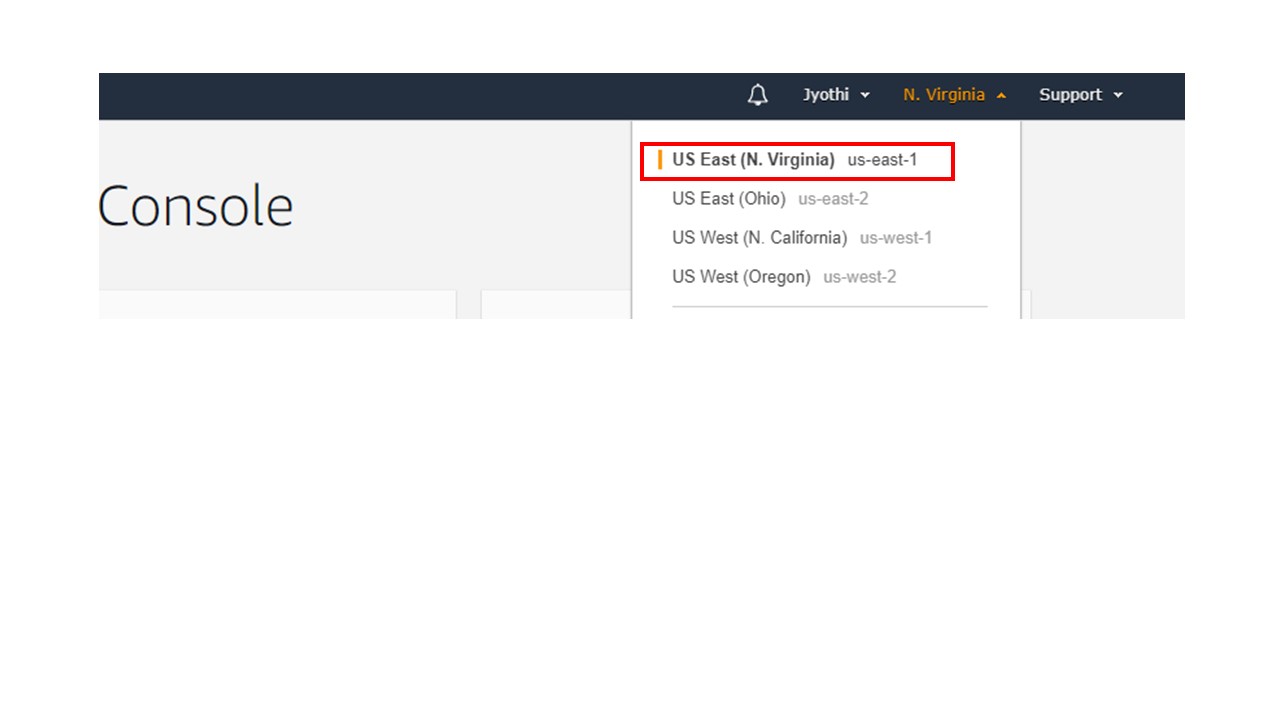 Jyothi N. Virginia Support
Console
US East (N. Virginia) us-east-1
US East (Ohio) us-east-2
US West (N. California) us-west-1
US West (Oregon) us-west-2